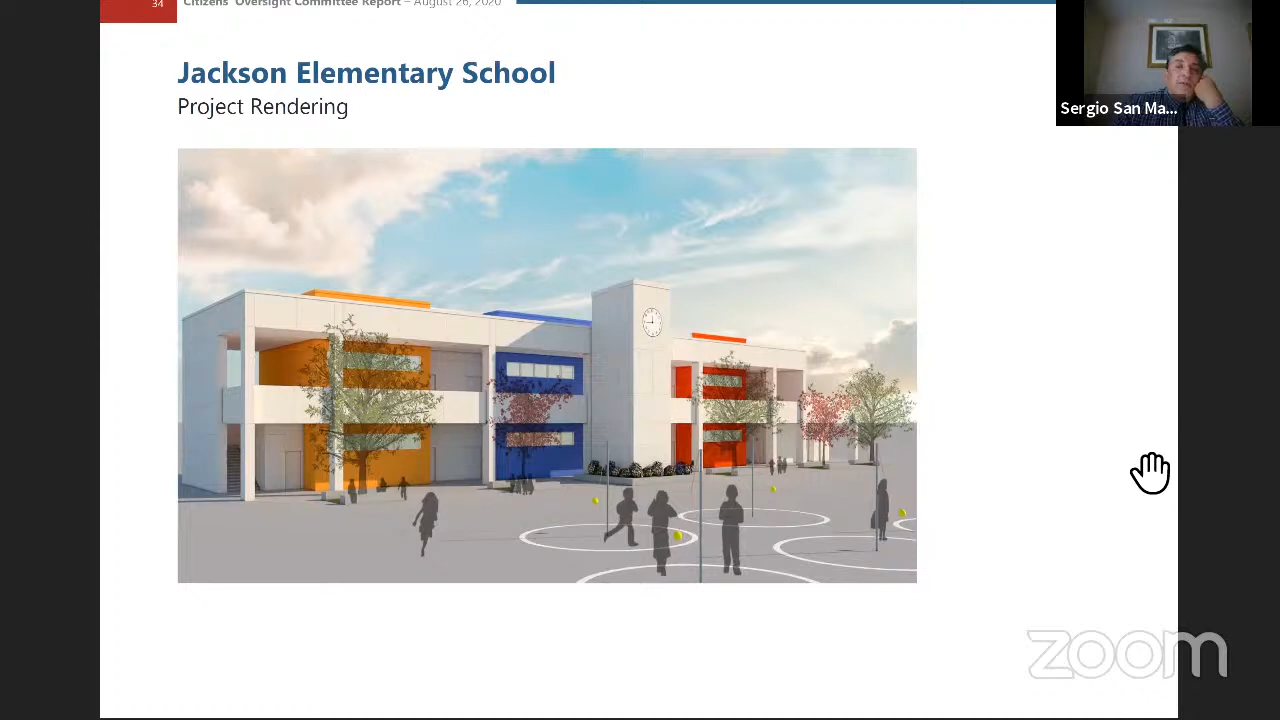 34
Citizens' Oversight Committee Report – August 26, 2020
Jackson Elementary School
Project Rendering
Sergio San Ma...
zoom